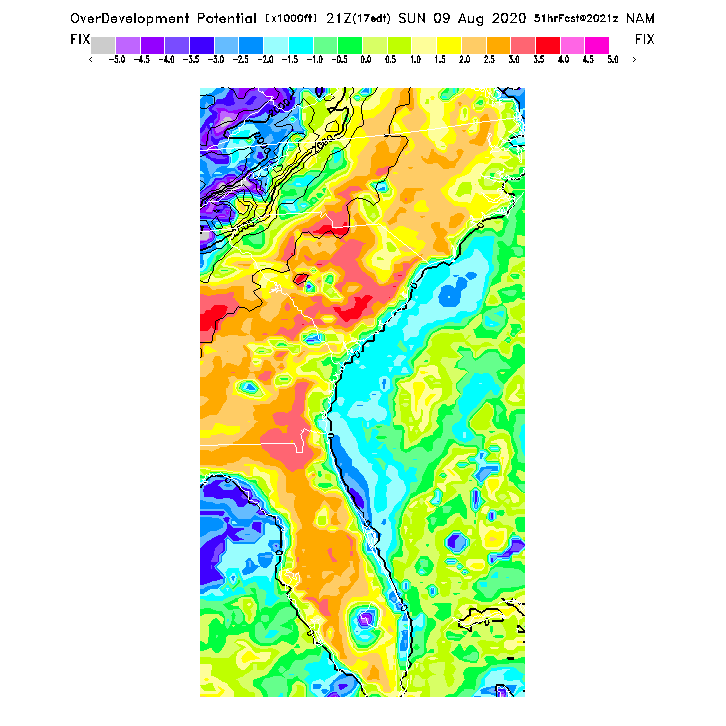 OverDevelopment Potential [x1000ft] 21Z(17edt) SUN 09 Aug 2020 51hrFcst@2021z NAM
FIX FIX
< -5.0 -4.5 -4.0 -3.5 -3.0 -2.5 -2.0 -1.5 -1.0 -0.5 0.0 0.5 1.0 1.5 2.0 2.5 3.0 3.5 4.0 4.5 5.0 >